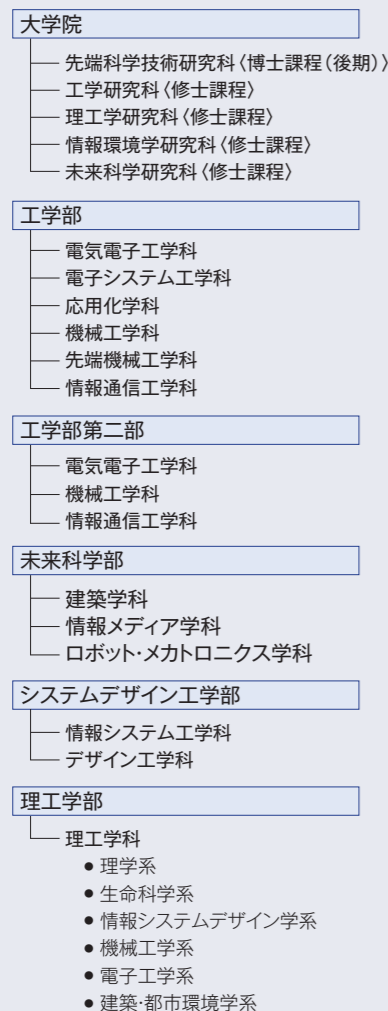 大学院
先端科学技術研究科〈博士課程(後期)〉
工学研究科〈修士課程〉
理工学研究科〈修士課程〉
情報環境学研究科〈修士課程〉
未来科学研究科〈修士課程〉
工学部
電気電子工学科
電子システム工学科
応用化学科
機械工学科
先端機械工学科
情報通信工学科
工学部第二部
電気電子工学科
機械工学科
情報通信工学科
未来科学部
建築学科
情報メディア学科
ロボット・メカトロニクス学科
システムデザイン工学部
情報システム工学科
デザイン工学科
理工学部
理工学科
● 理学系
● 生命科学系
● 情報システムデザイン学系
● 機械工学系
● 電子工学系
● 建築・都市環境学系